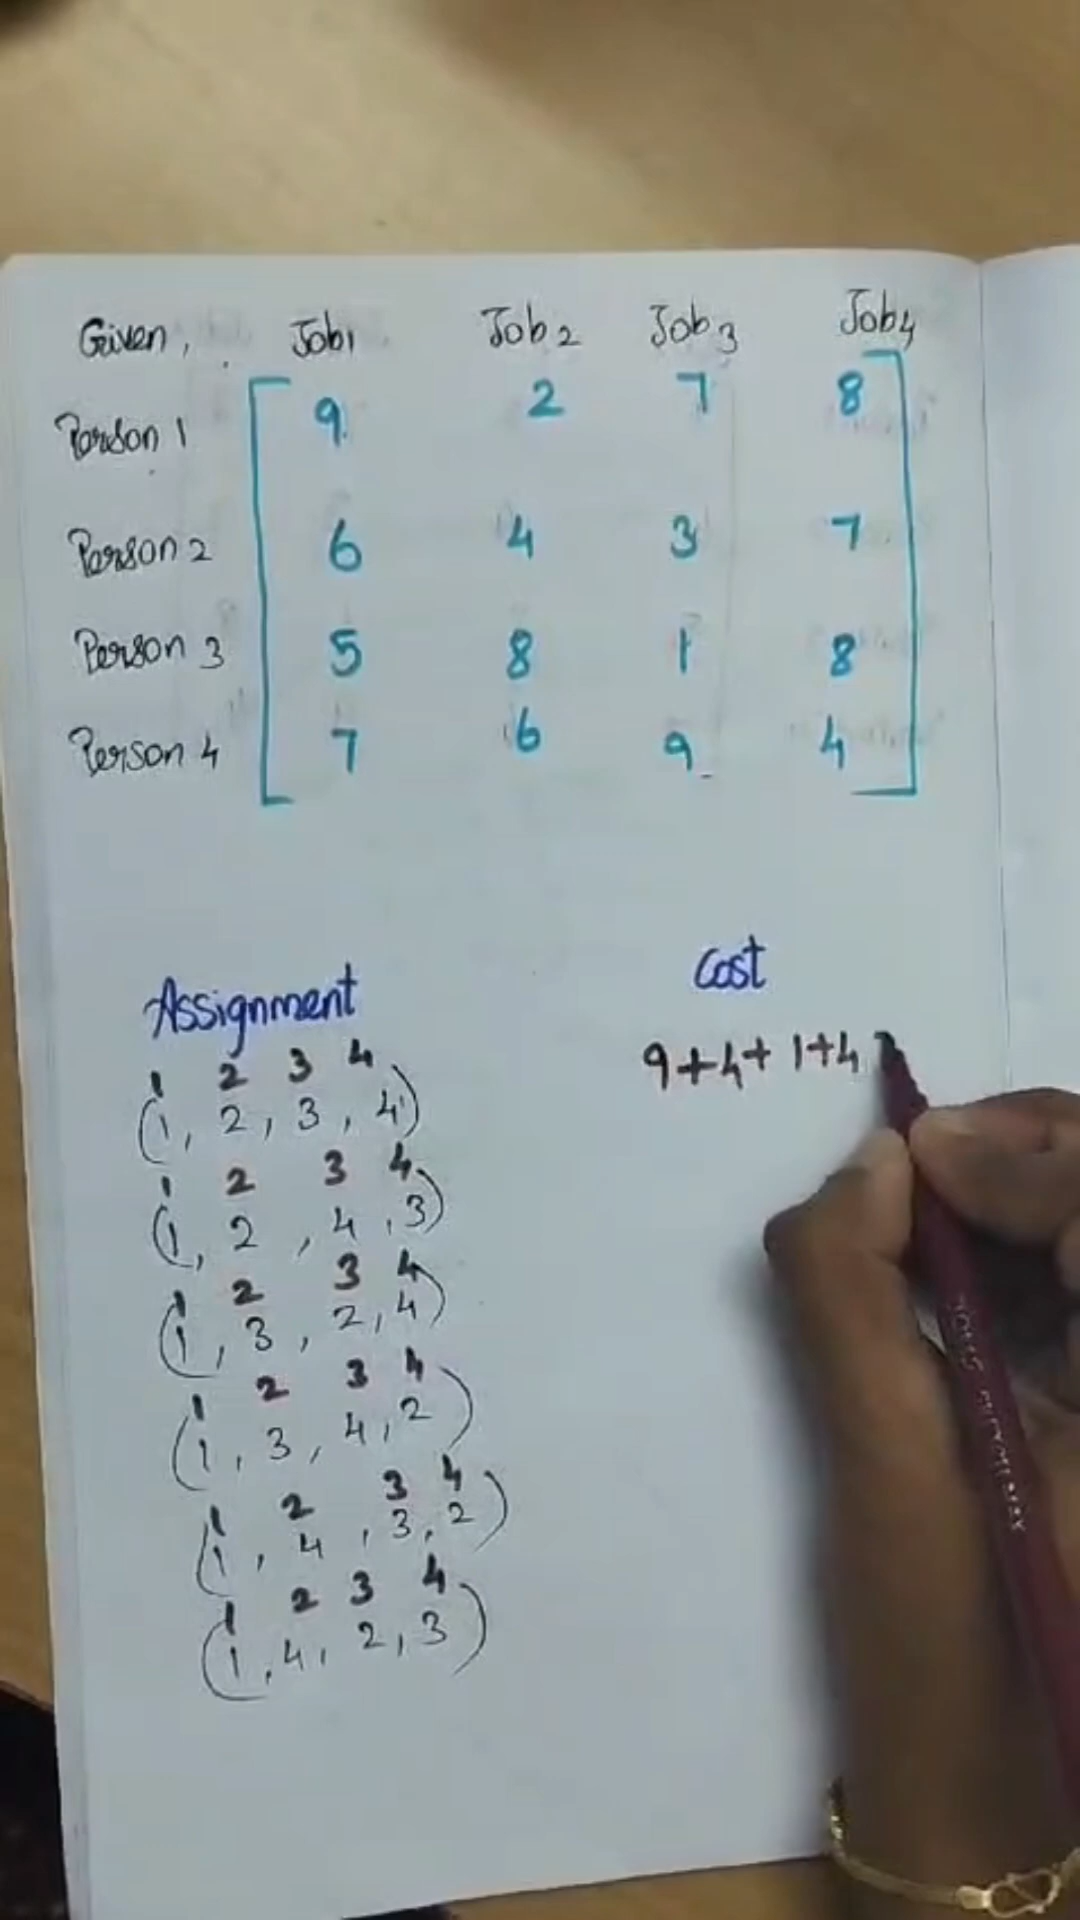 Given, Job1 Job2 Job3 Job4
Person 1 9 2 7 8
Person 2 6 4 3 7
Person 3 5 8 1 8
Person 4 7 6 9 4
Assignment Cost
1 2 3 4
(1, 2, 3, 4) 9+4+1+4
1 2 3 4
(1, 2, 4, 3)
1 2 3 4
(1, 3, 2, 4)
1 2 3 4
(1, 3, 4, 2)
1 2 3 4
(1, 4, 3, 2)
1 2 3 4
(1, 4, 2, 3)